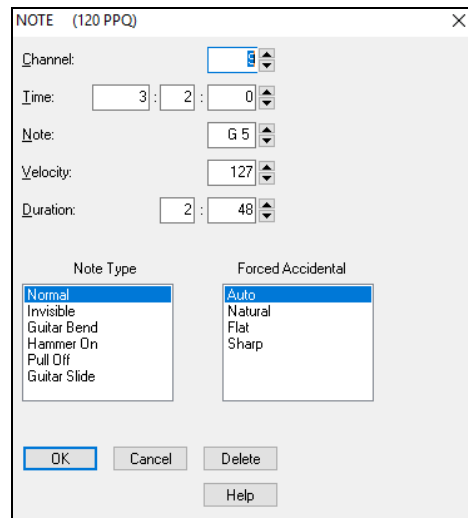 NOTE (120 PPQ)
Channel: 9
Time: 3 : 2 : 0
Note: G 5
Velocity: 127
Duration: 2 : 48
Note Type Forced Accidental
Normal Auto
Invisible Natural
Guitar Bend Flat
Hammer On Sharp
Pull Off
Guitar Slide
OK Cancel Delete
Help